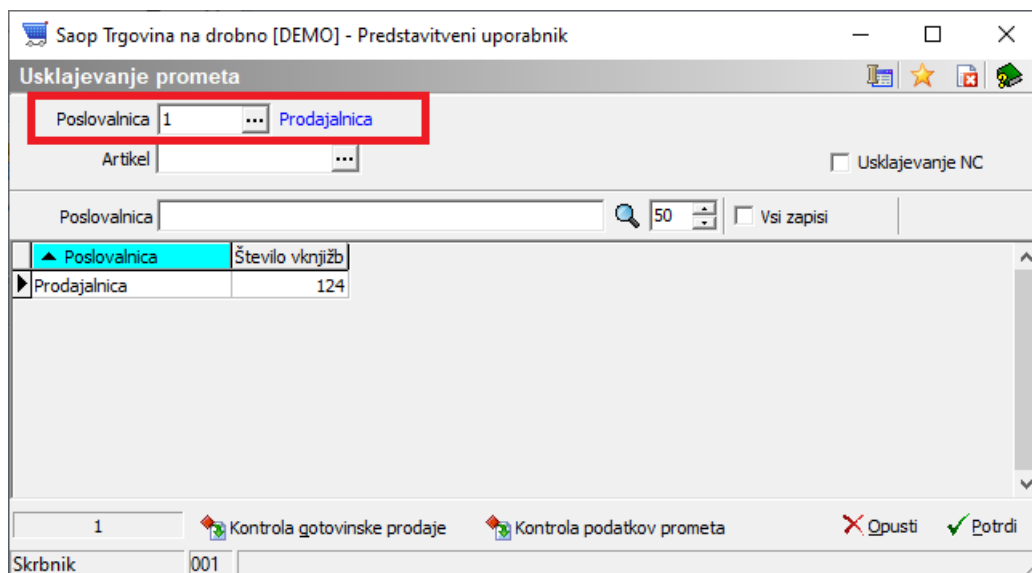 Saop Trgovina na drobno [DEMO] - Predstavitveni uporabnik
Usklajevanje prometa
Poslovalnica 1 ... Prodajalnica
Artikel ... Usklajevanje NC
Poslovalnica 50 Vsi zapisi
Poslovalnica Število vknjižb
Prodajalnica 124
1 Kontrola gotovinske prodaje Kontrola podatkov prometa Opusti Potrdi
Skrbnik 001